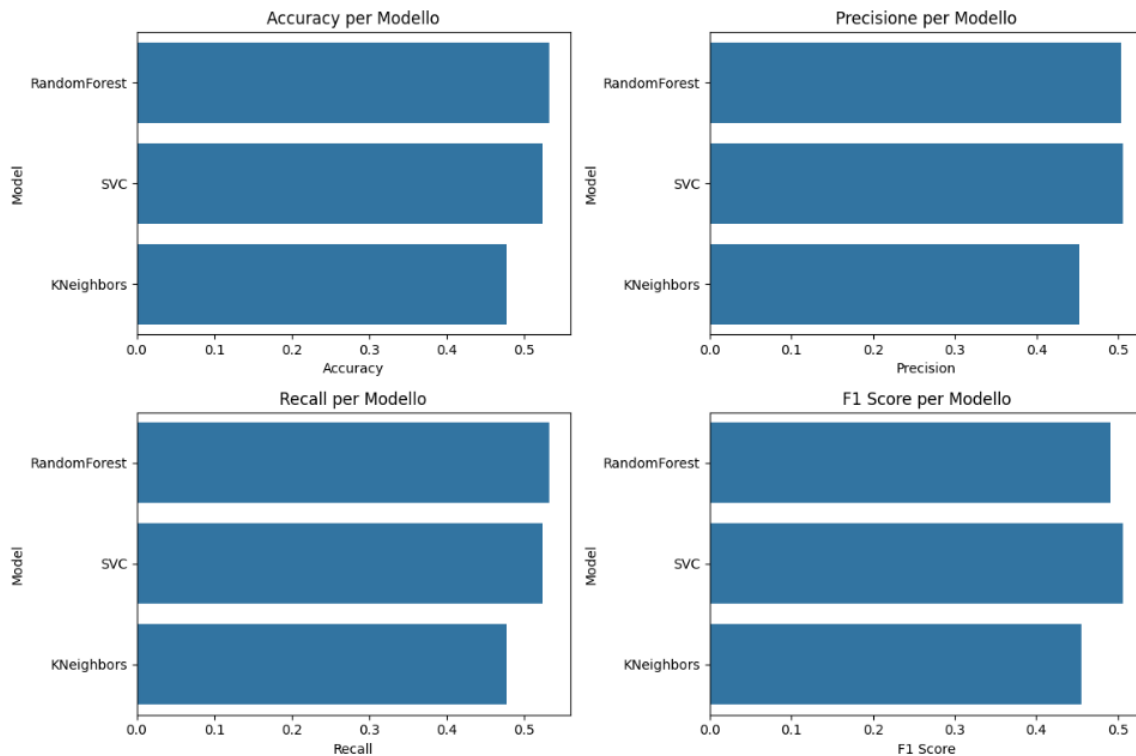 Accuracy per Modello
RandomForest
SVC
KNeighbors
Model
0.0 0.1 0.2 0.3 0.4 0.5
Accuracy
Precisione per Modello
RandomForest
SVC
KNeighbors
Model
0.0 0.1 0.2 0.3 0.4 0.5
Precision
Recall per Modello
RandomForest
SVC
KNeighbors
Model
0.0 0.1 0.2 0.3 0.4 0.5
Recall
F1 Score per Modello
RandomForest
SVC
KNeighbors
Model
0.0 0.1 0.2 0.3 0.4 0.5
F1 Score